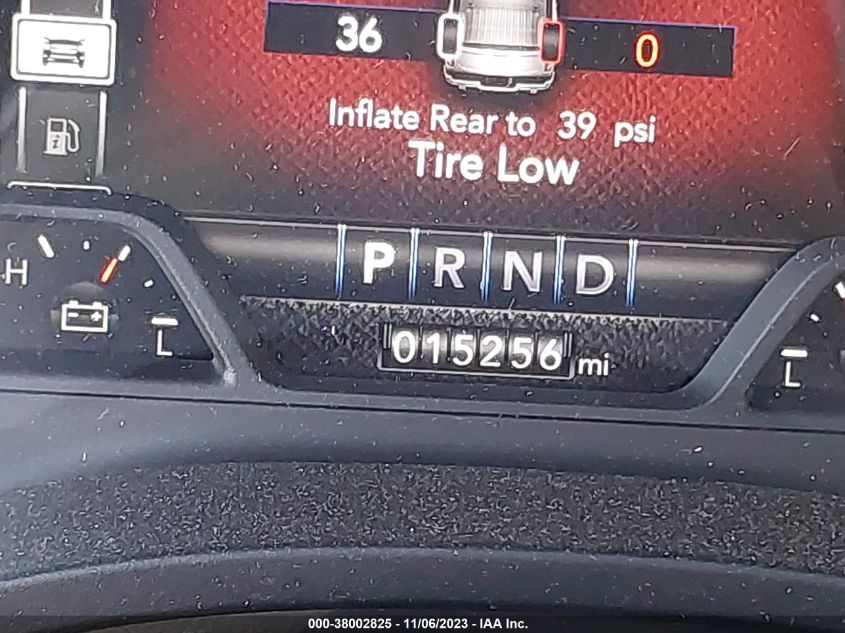 36 0
Inflate Rear to 39 psi
Tire Low
P R N D
H
L
015256 mi
L
000-38002825 - 11/06/2023 - IAA Inc.